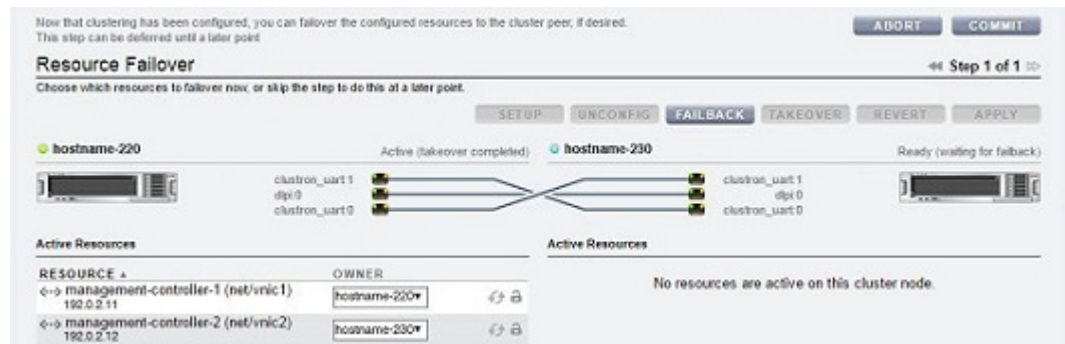 Now that clustering has been configured, you can failover the configured resources to the cluster peer, if desired.
This step can be deferred until a later point
ABORT COMMIT
Resource Failover
Step 1 of 1
Choose which resources to failover now, or skip the step to do this at a later point.
SETUP UNCONFIG FAILBACK TAKEOVER REVERT APPLY
hostname-220 Active (takeover completed) hostname-230 Ready (waiting for failback)
clustron_uart:1 clustron_uart:1
dlpi:0 dlpi:0
clustron_uart:0 clustron_uart:0
Active Resources Active Resources
RESOURCE OWNER
No resources are active on this cluster node.
management-controller-1 (net/vnic1) hostname-220
192.0.2.11
management-controller-2 (net/vnic2) hostname-230
192.0.2.12